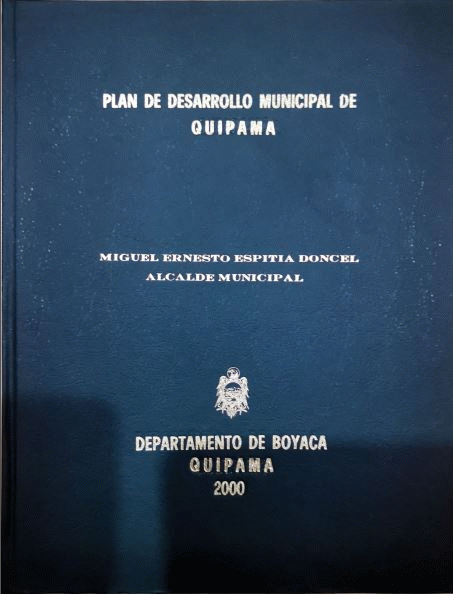 PLAN DE DESARROLLO MUNICIPAL DE
QUIPAMA
MIGUEL ERNESTO ESPITIA DONCEL
ALCALDE MUNICIPAL
DEPARTAMENTO DE BOYACA
QUIPAMA
2000